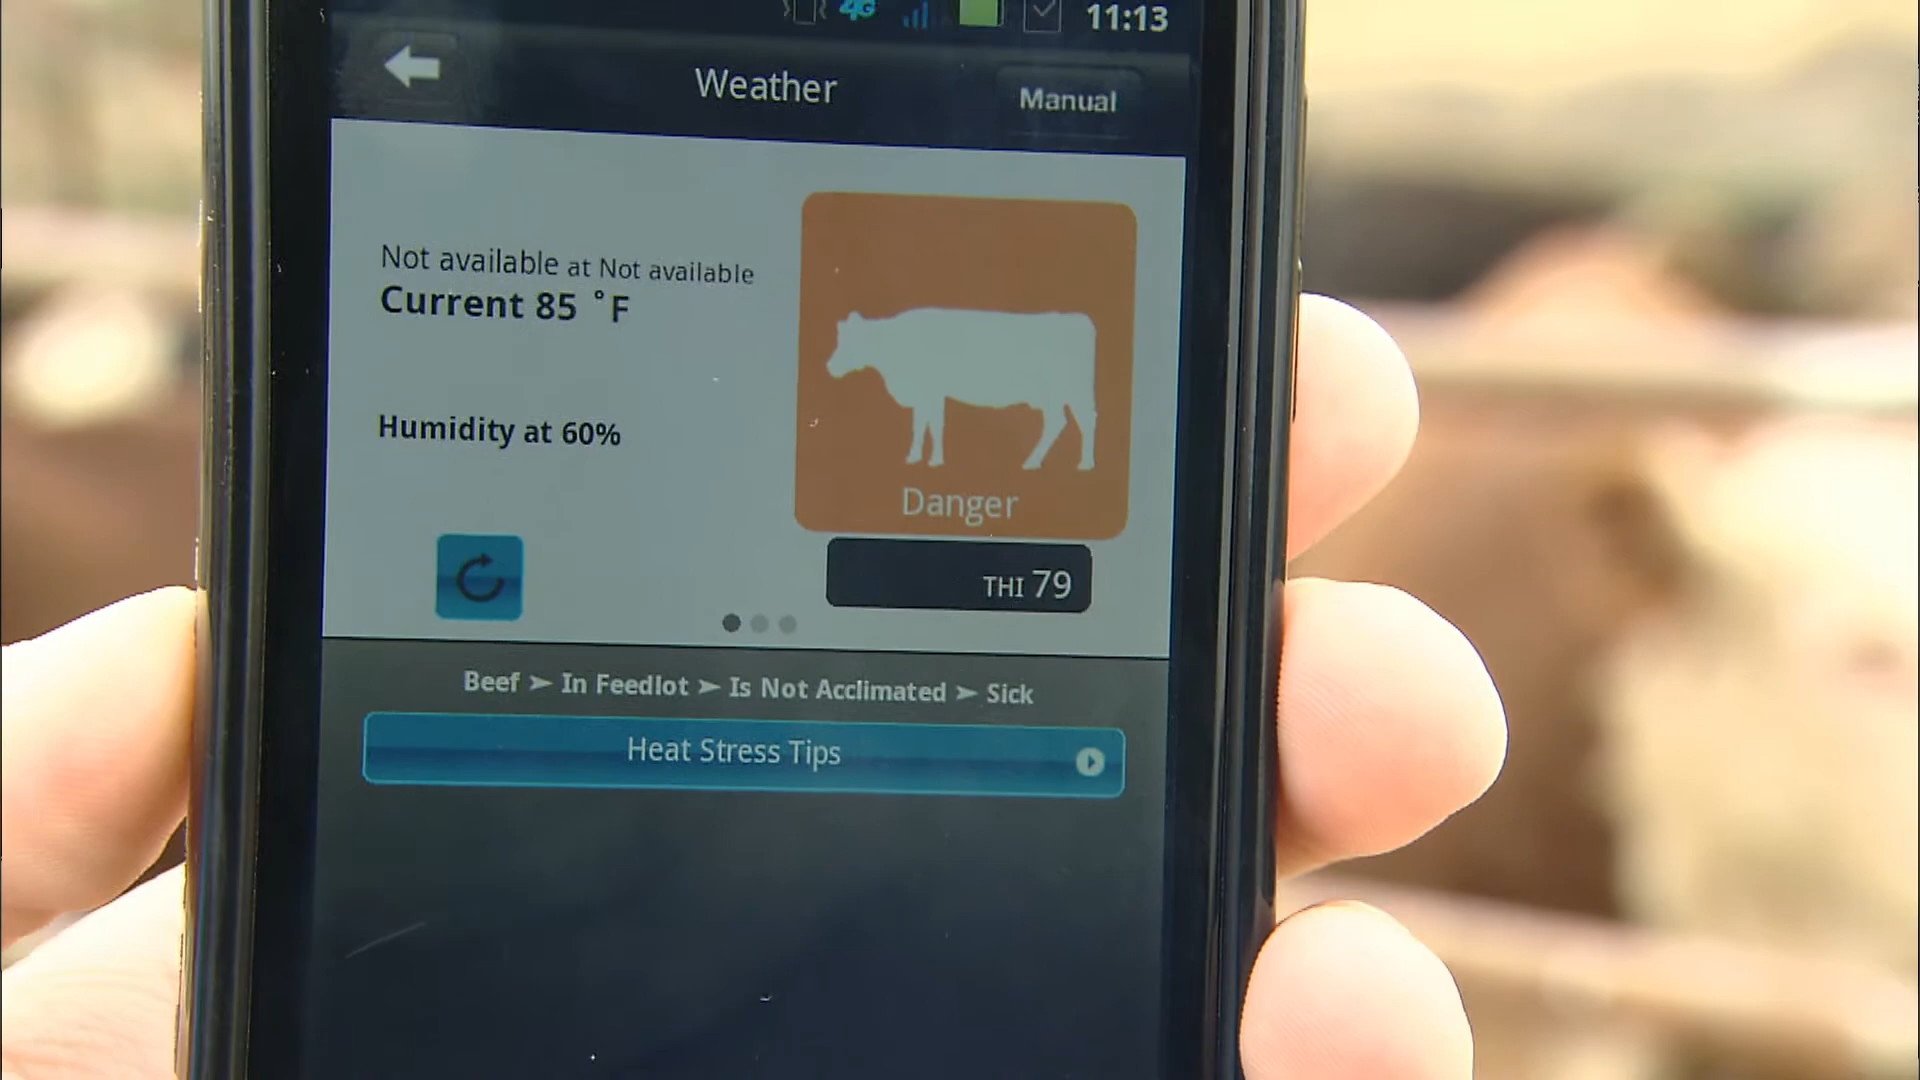 4G 11:13
Weather
Manual
Not available at Not available
Current 85 °F
Humidity at 60%
Danger
THI 79
Beef ➤ In Feedlot ➤ Is Not Acclimated ➤ Sick
Heat Stress Tips